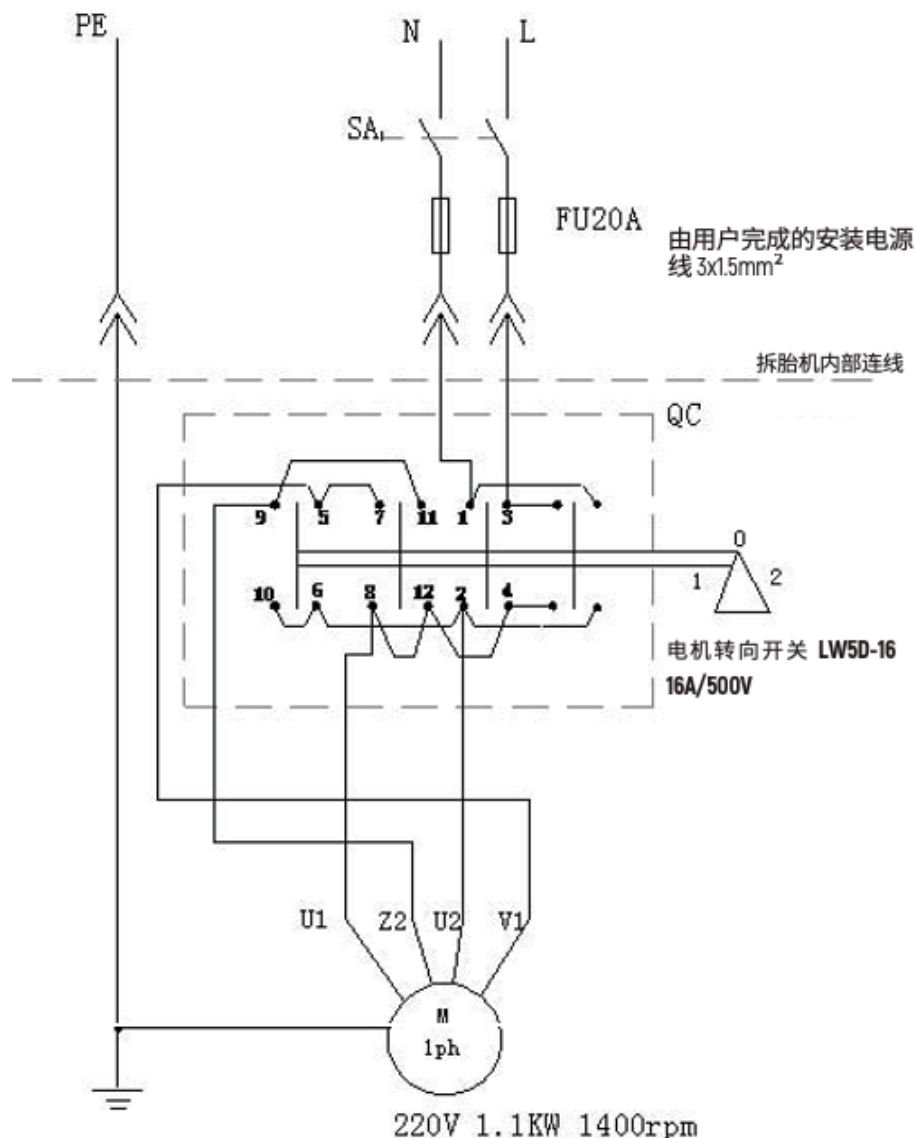 PE
N
L
SA
FU20A
由用户完成的安装电源
线 3x1.5mm²
拆胎机内部连线
QC
9 5 7 11 1 3
10 6 8 12 2 4
0
1 2
电机转向开关 LW5D-16
16A/500V
U1 Z2 U2 V1
M
1ph
220V 1.1KW 1400rpm